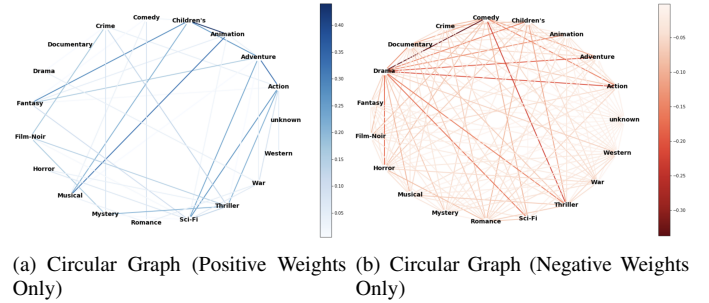 Comedy
Crime
Children's
Animation
Documentary
Adventure
Drama
Action
Fantasy
unknown
Film-Noir
Western
Horror
War
Musical
Thriller
Mystery
Sci-Fi
Romance
0.40
0.35
0.30
0.25
0.20
0.15
0.10
0.05
Comedy
Crime
Children's
Animation
Documentary
Adventure
Drama
Action
Fantasy
unknown
Film-Noir
Western
Horror
War
Musical
Thriller
Mystery
Sci-Fi
Romance
-0.05
-0.10
-0.15
-0.20
-0.25
-0.30
(a) Circular Graph (Positive Weights Only)
(b) Circular Graph (Negative Weights Only)